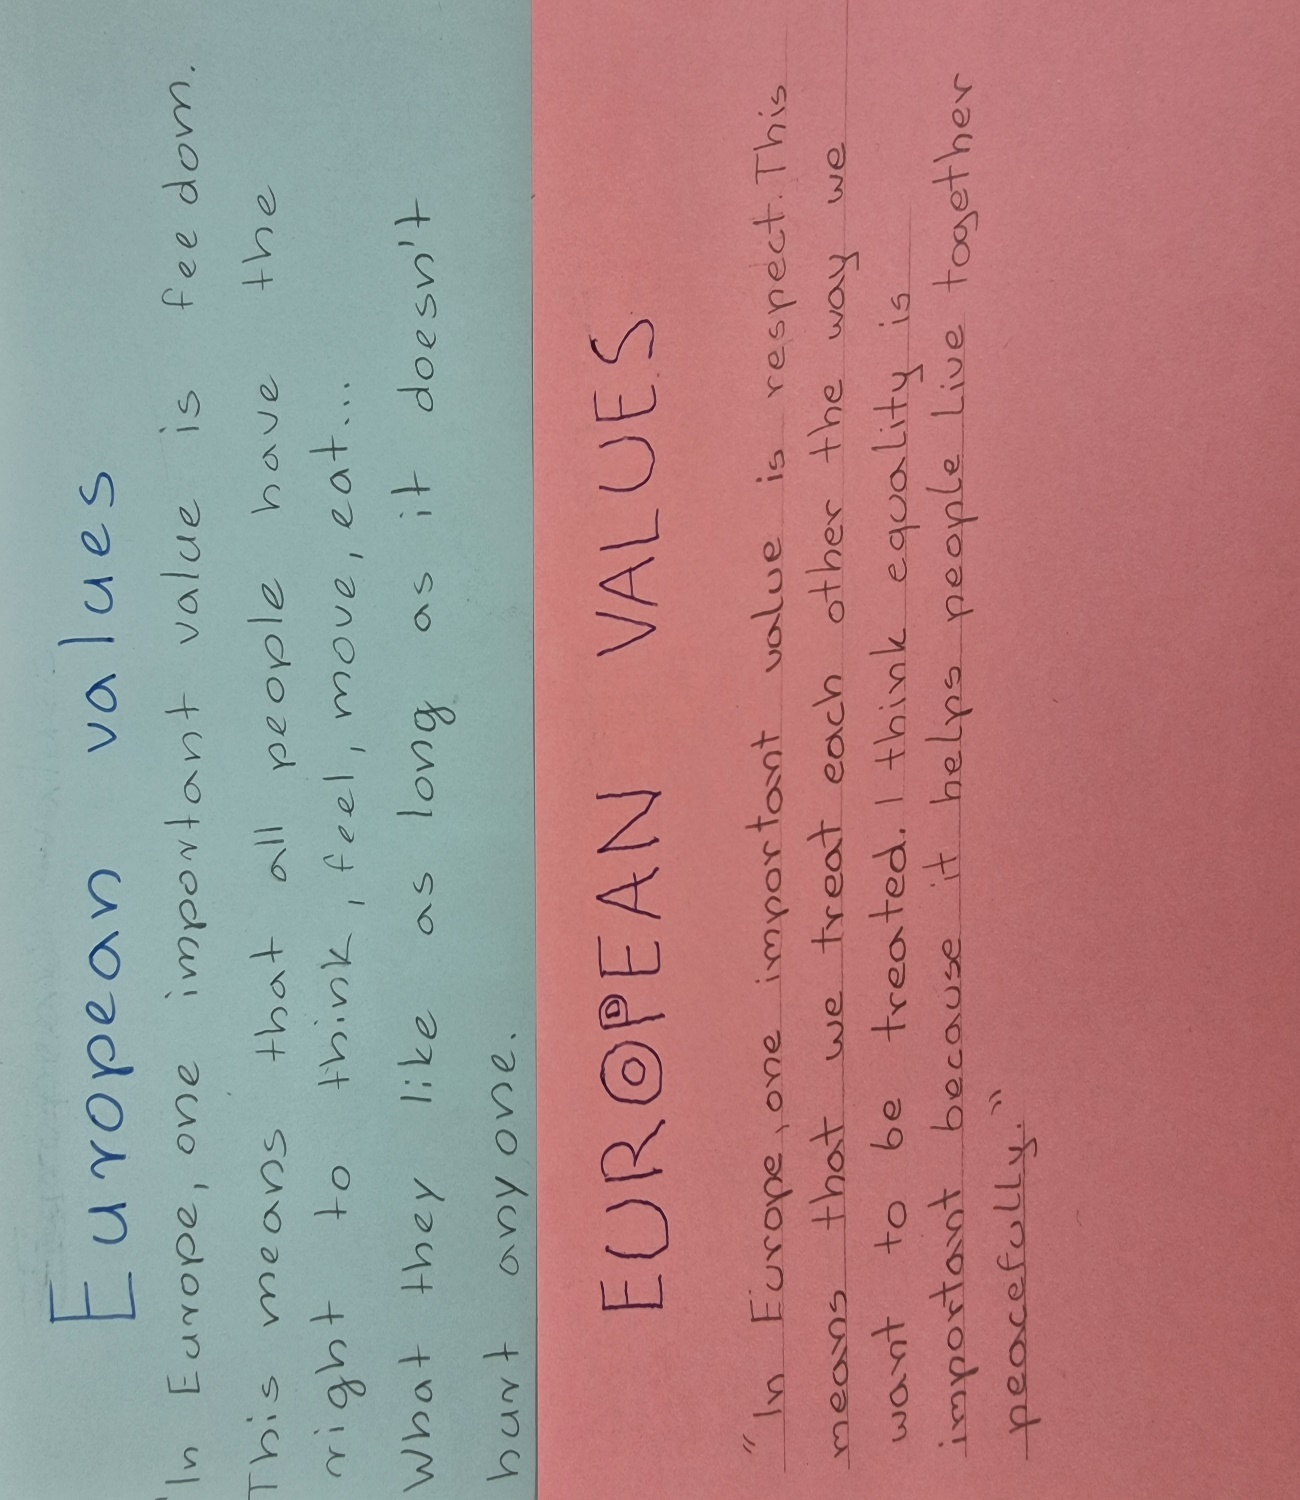 European values
"In Europe, one important value is feedom.
This means that all people have the
right to think, feel, move, eat...
What they like as long as it doesn't
hurt anyone.
EUROPEAN VALUES
"In Europe, one important value is respect. This
means that we treat each other the way we
want to be treated. I think equality is
important because it helps people live together
peacefully."